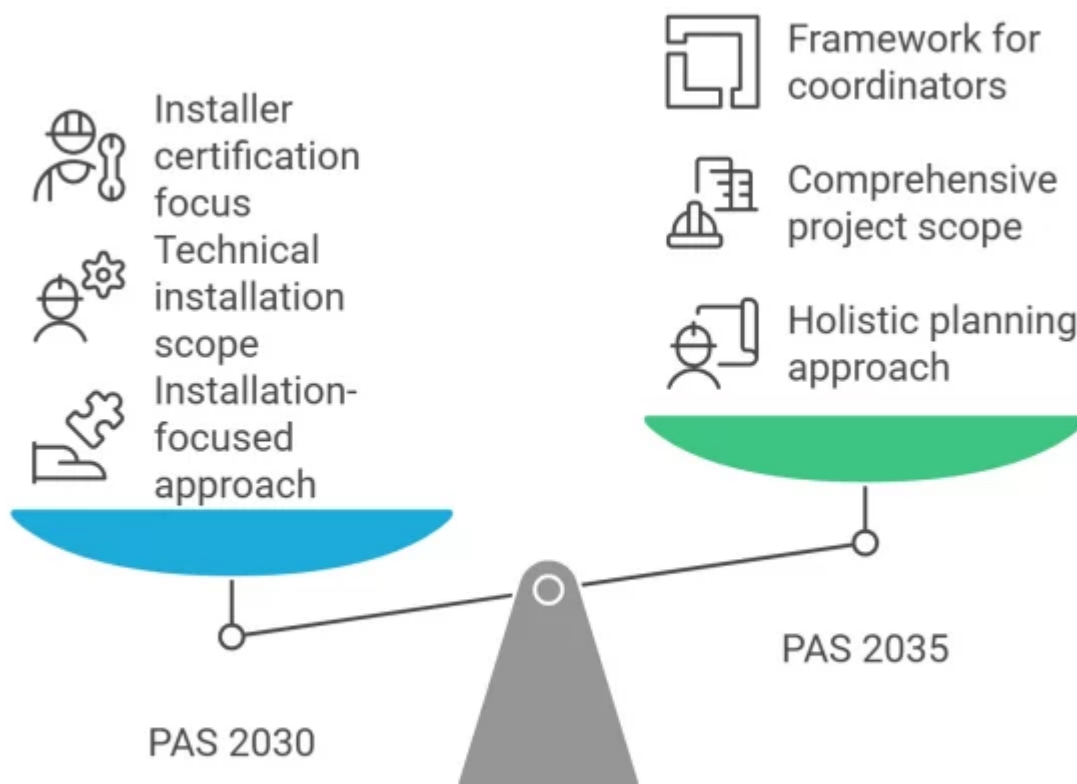 Installer
certification
focus
Technical
installation
scope
Installation-
focused
approach
PAS 2030
Framework for
coordinators
Comprehensive
project scope
Holistic planning
approach
PAS 2035